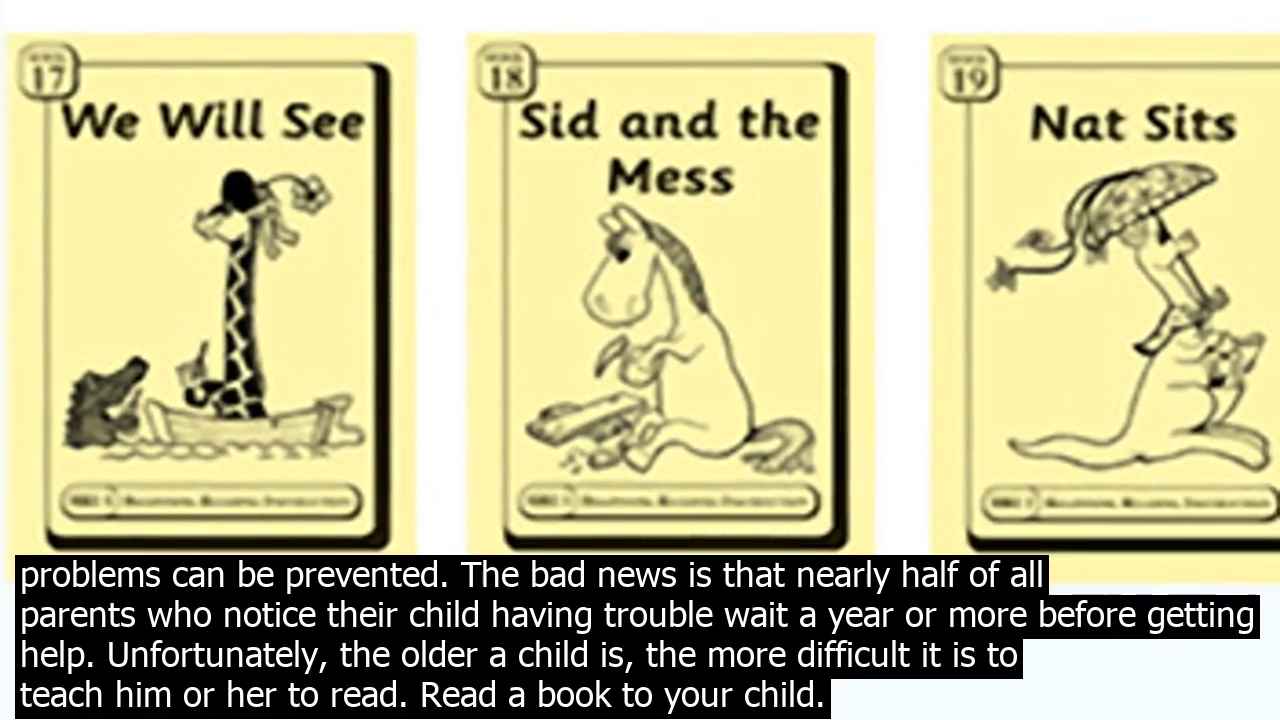 17
We Will See
18
Sid and the
Mess
19
Nat Sits
problems can be prevented. The bad news is that nearly half of all
parents who notice their child having trouble wait a year or more before getting
help. Unfortunately, the older a child is, the more difficult it is to
teach him or her to read. Read a book to your child.